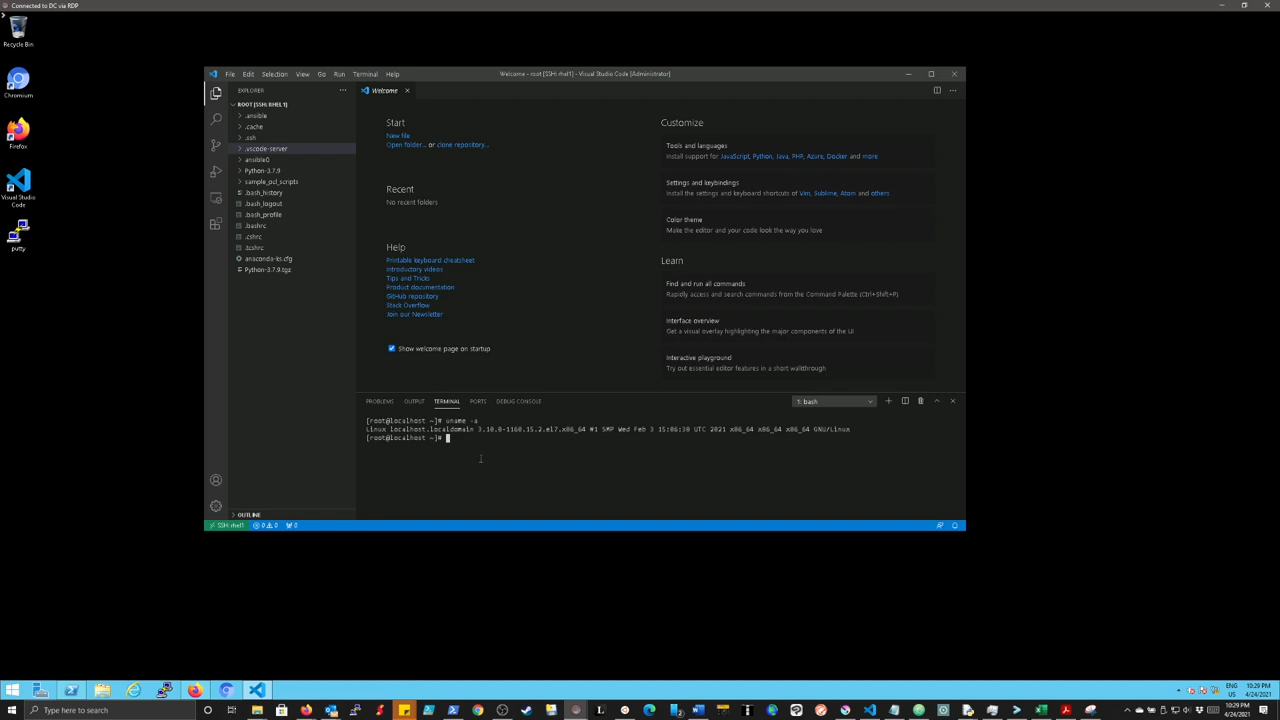 Connected to DC via RDP
Recycle Bin
Chromium
Firefox
Visual Studio
Code
putty
File Edit Selection View Go Run Terminal Help
Welcome - root [SSH: rhel1] - Visual Studio Code [Administrator]
EXPLORER
Welcome
ROOT [SSH: RHEL1]
.ansible
.cache
.ssh
.vscode-server
ansible0
Python-3.7.9
sample_pcl_scripts
.bash_history
.bash_logout
.bash_profile
.bashrc
.cshrc
.tcshrc
anaconda-ks.cfg
Python-3.7.9.tgz
OUTLINE
Start
New file
Open folder... or clone repository...
Recent
No recent folders
Help
Printable keyboard cheatsheet
Introductory videos
Tips and Tricks
Product documentation
GitHub repository
Stack Overflow
Join our Newsletter
Show welcome page on startup
Customize
Tools and languages
Install support for JavaScript, Python, Java, PHP, Azure, Docker and more
Settings and keybindings
Install the settings and keyboard shortcuts of Vim, Sublime, Atom and others
Color theme
Make the editor and your code look the way you love
Learn
Find and run all commands
Rapidly access and search commands from the Command Palette (Ctrl+Shift+P)
Interface overview
Get a visual overlay highlighting the major components of the UI
Interactive playground
Try out essential editor features in a short walkthrough
PROBLEMS OUTPUT TERMINAL PORTS DEBUG CONSOLE
1: bash
[root@localhost ~]# uname -a
Linux localhost.localdomain 3.10.0-1160.15.2.el7.x86_64 #1 SMP Wed Feb 3 15:06:38 UTC 2021 x86_64 x86_64 x86_64 GNU/Linux
[root@localhost ~]#
SSH: rhel1 0 0 0
ENG 10:29 PM
US 4/24/2021
Type here to search
ENG 10:29 PM
4/24/2021